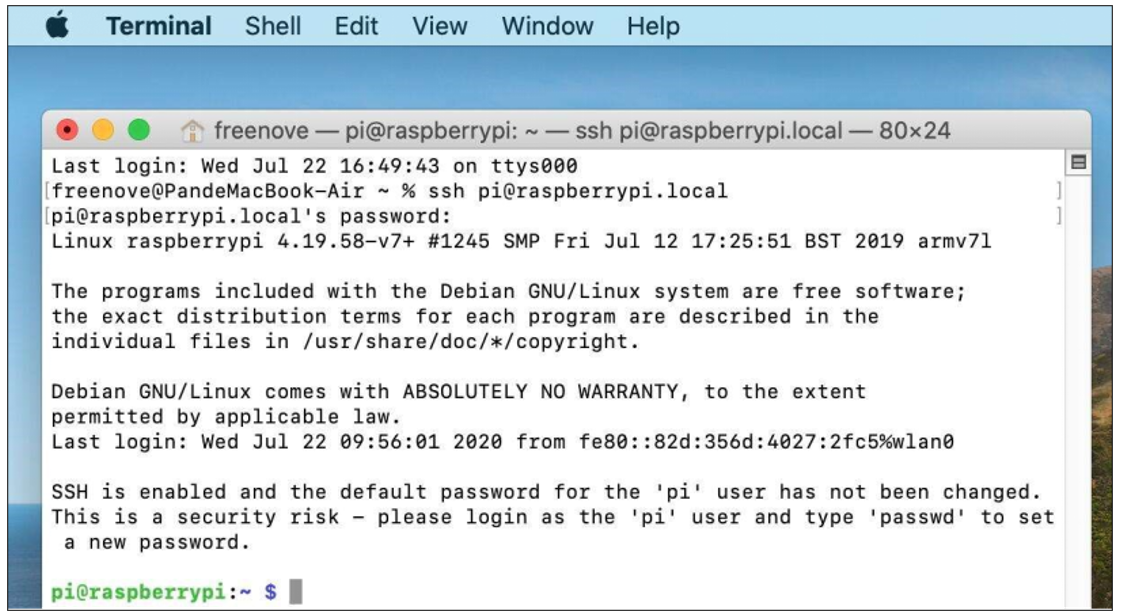 Terminal Shell Edit View Window Help
freenove — pi@raspberrypi: ~ — ssh pi@raspberrypi.local — 80×24
Last login: Wed Jul 22 16:49:43 on ttys000
[freenove@PandeMacBook-Air ~ % ssh pi@raspberrypi.local ]
[pi@raspberrypi.local's password: ]
Linux raspberrypi 4.19.58-v7+ #1245 SMP Fri Jul 12 17:25:51 BST 2019 armv7l
The programs included with the Debian GNU/Linux system are free software;
the exact distribution terms for each program are described in the
individual files in /usr/share/doc/*/copyright.
Debian GNU/Linux comes with ABSOLUTELY NO WARRANTY, to the extent
permitted by applicable law.
Last login: Wed Jul 22 09:56:01 2020 from fe80::82d:356d:4027:2fc5%wlan0
SSH is enabled and the default password for the 'pi' user has not been changed.
This is a security risk – please login as the 'pi' user and type 'passwd' to set
a new password.
pi@raspberrypi:~ $